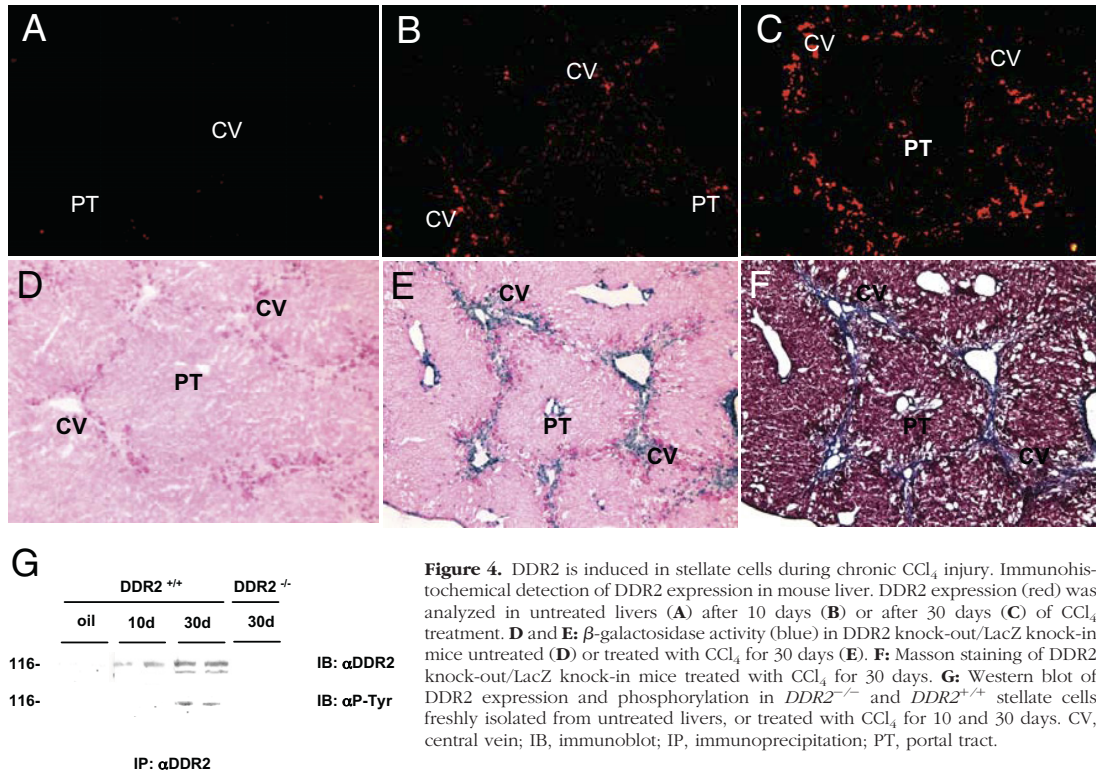 A
CV
PT
B
CV
CV
PT
C
CV
CV
PT
D
CV
PT
CV
E
CV
PT
CV
F
CV
PT
CV
G
DDR2 +/+ DDR2 -/-
oil 10d 30d 30d
116- IB: αDDR2
116- IB: αP-Tyr
IP: αDDR2
Figure 4. DDR2 is induced in stellate cells during chronic CCl4 injury. Immunohis-
tochemical detection of DDR2 expression in mouse liver. DDR2 expression (red) was
analyzed in untreated livers (A) after 10 days (B) or after 30 days (C) of CCl4
treatment. D and E: β-galactosidase activity (blue) in DDR2 knock-out/LacZ knock-in
mice untreated (D) or treated with CCl4 for 30 days (E). F: Masson staining of DDR2
knock-out/LacZ knock-in mice treated with CCl4 for 30 days. G: Western blot of
DDR2 expression and phosphorylation in DDR2−/− and DDR2+/+ stellate cells
freshly isolated from untreated livers, or treated with CCl4 for 10 and 30 days. CV,
central vein; IB, immunoblot; IP, immunoprecipitation; PT, portal tract.